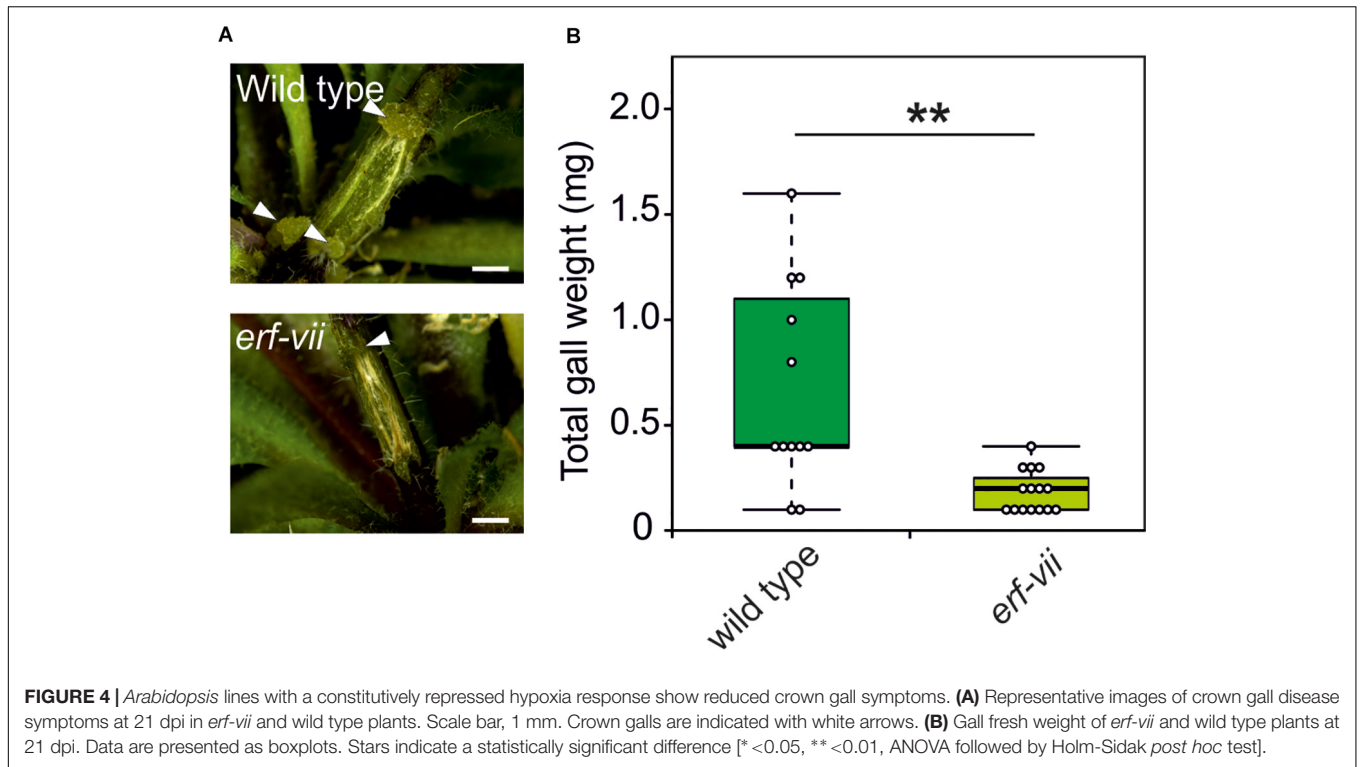 A
B
Wild type
erf-vii
Total gall weight (mg)
2.0
1.5
1.0
0.5
0
**
wild type
erf-vii
FIGURE 4 | Arabidopsis lines with a constitutively repressed hypoxia response show reduced crown gall symptoms. (A) Representative images of crown gall disease
symptoms at 21 dpi in erf-vii and wild type plants. Scale bar, 1 mm. Crown galls are indicated with white arrows. (B) Gall fresh weight of erf-vii and wild type plants at
21 dpi. Data are presented as boxplots. Stars indicate a statistically significant difference [* <0.05, ** <0.01, ANOVA followed by Holm-Sidak post hoc test].